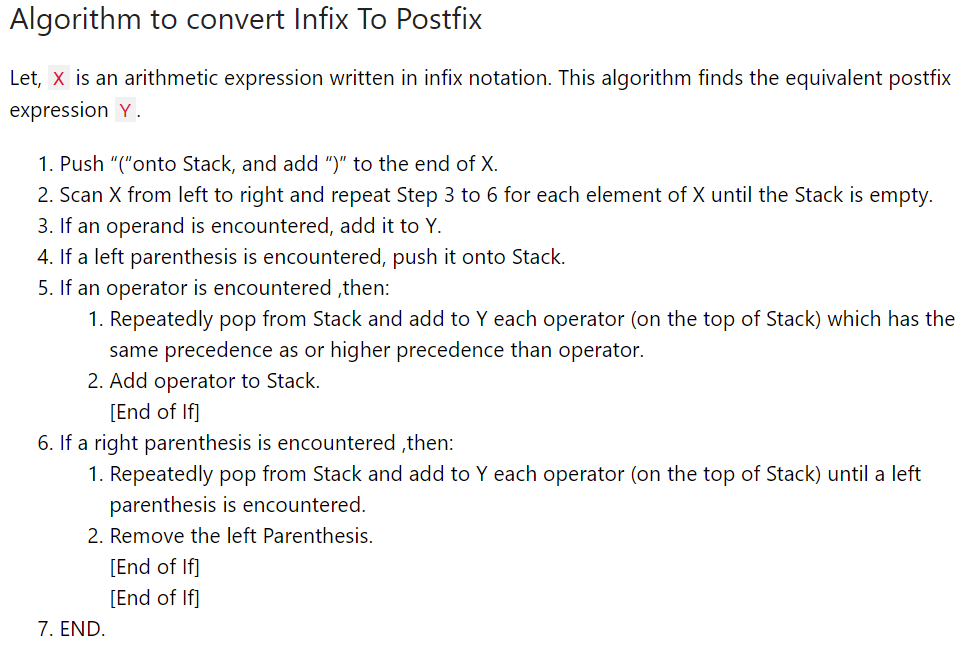 Algorithm to convert Infix To Postfix
Let, X is an arithmetic expression written in infix notation. This algorithm finds the equivalent postfix
expression Y.
1. Push “(“onto Stack, and add “)” to the end of X.
2. Scan X from left to right and repeat Step 3 to 6 for each element of X until the Stack is empty.
3. If an operand is encountered, add it to Y.
4. If a left parenthesis is encountered, push it onto Stack.
5. If an operator is encountered ,then:
1. Repeatedly pop from Stack and add to Y each operator (on the top of Stack) which has the
same precedence as or higher precedence than operator.
2. Add operator to Stack.
[End of If]
6. If a right parenthesis is encountered ,then:
1. Repeatedly pop from Stack and add to Y each operator (on the top of Stack) until a left
parenthesis is encountered.
2. Remove the left Parenthesis.
[End of If]
[End of If]
7. END.